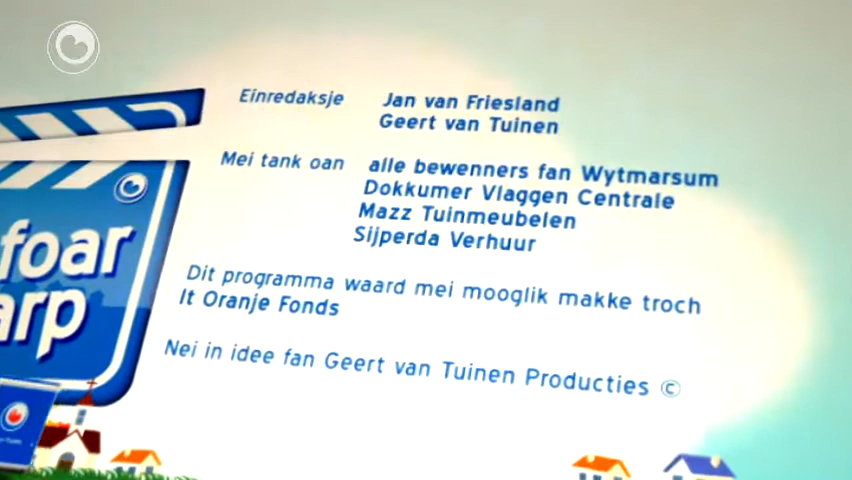 Einredaksje Jan van Friesland
Geert van Tuinen
Mei tank oan alle bewenners fan Wytmarsum
Dokkumer Vlaggen Centrale
Mazz Tuinmeubelen
Sijperda Verhuur
foar
arp
Dit programma waard mei mooglik makke troch
It Oranje Fonds
Nei in idee fan Geert van Tuinen Producties ©